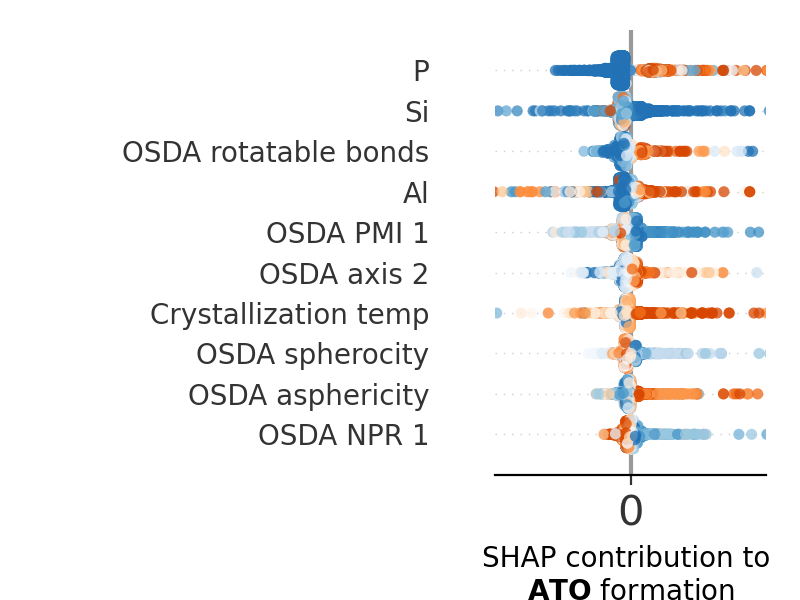 P
Si
OSDA rotatable bonds
Al
OSDA PMI 1
OSDA axis 2
Crystallization temp
OSDA spherocity
OSDA asphericity
OSDA NPR 1
0
SHAP contribution to
ATO formation